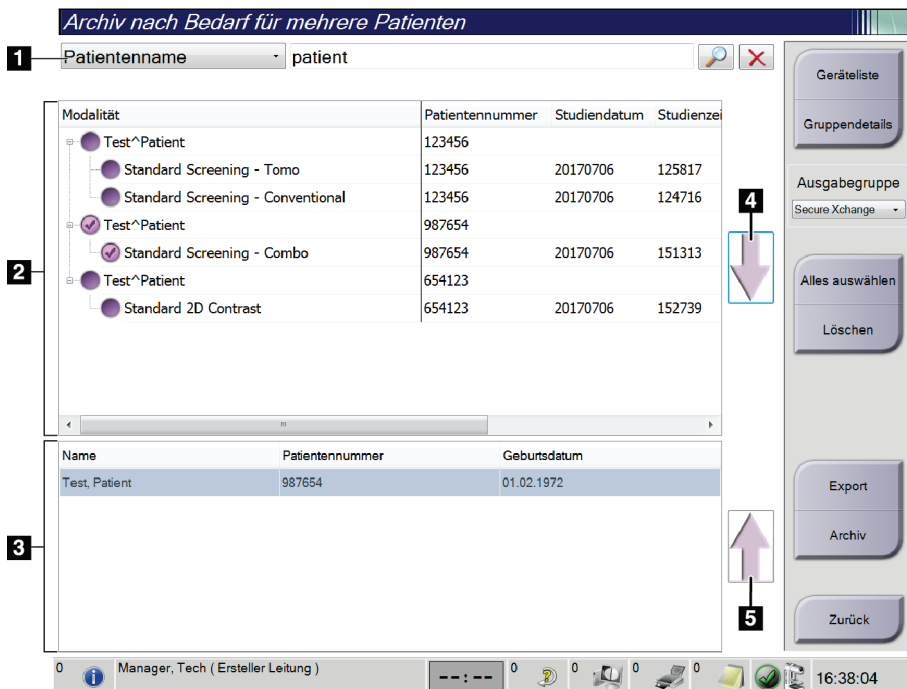 Archiv nach Bedarf für mehrere Patienten
1
Patientenname
patient
Geräteliste
Gruppendetails
Ausgabegruppe
Secure Xchange
Alles auswählen
Löschen
Export
Archiv
Zurück
2
Modalität Patientennummer Studiendatum Studienzei
Test^Patient 123456
Standard Screening - Tomo 123456 20170706 125817
Standard Screening - Conventional 123456 20170706 124716
Test^Patient 987654
Standard Screening - Combo 987654 20170706 151313
Test^Patient 654123
Standard 2D Contrast 654123 20170706 152739
4
3
Name Patientennummer Geburtsdatum
Test, Patient 987654 01.02.1972
5
0 Manager, Tech ( Ersteller Leitung ) --:-- 0 0 0 0 16:38:04